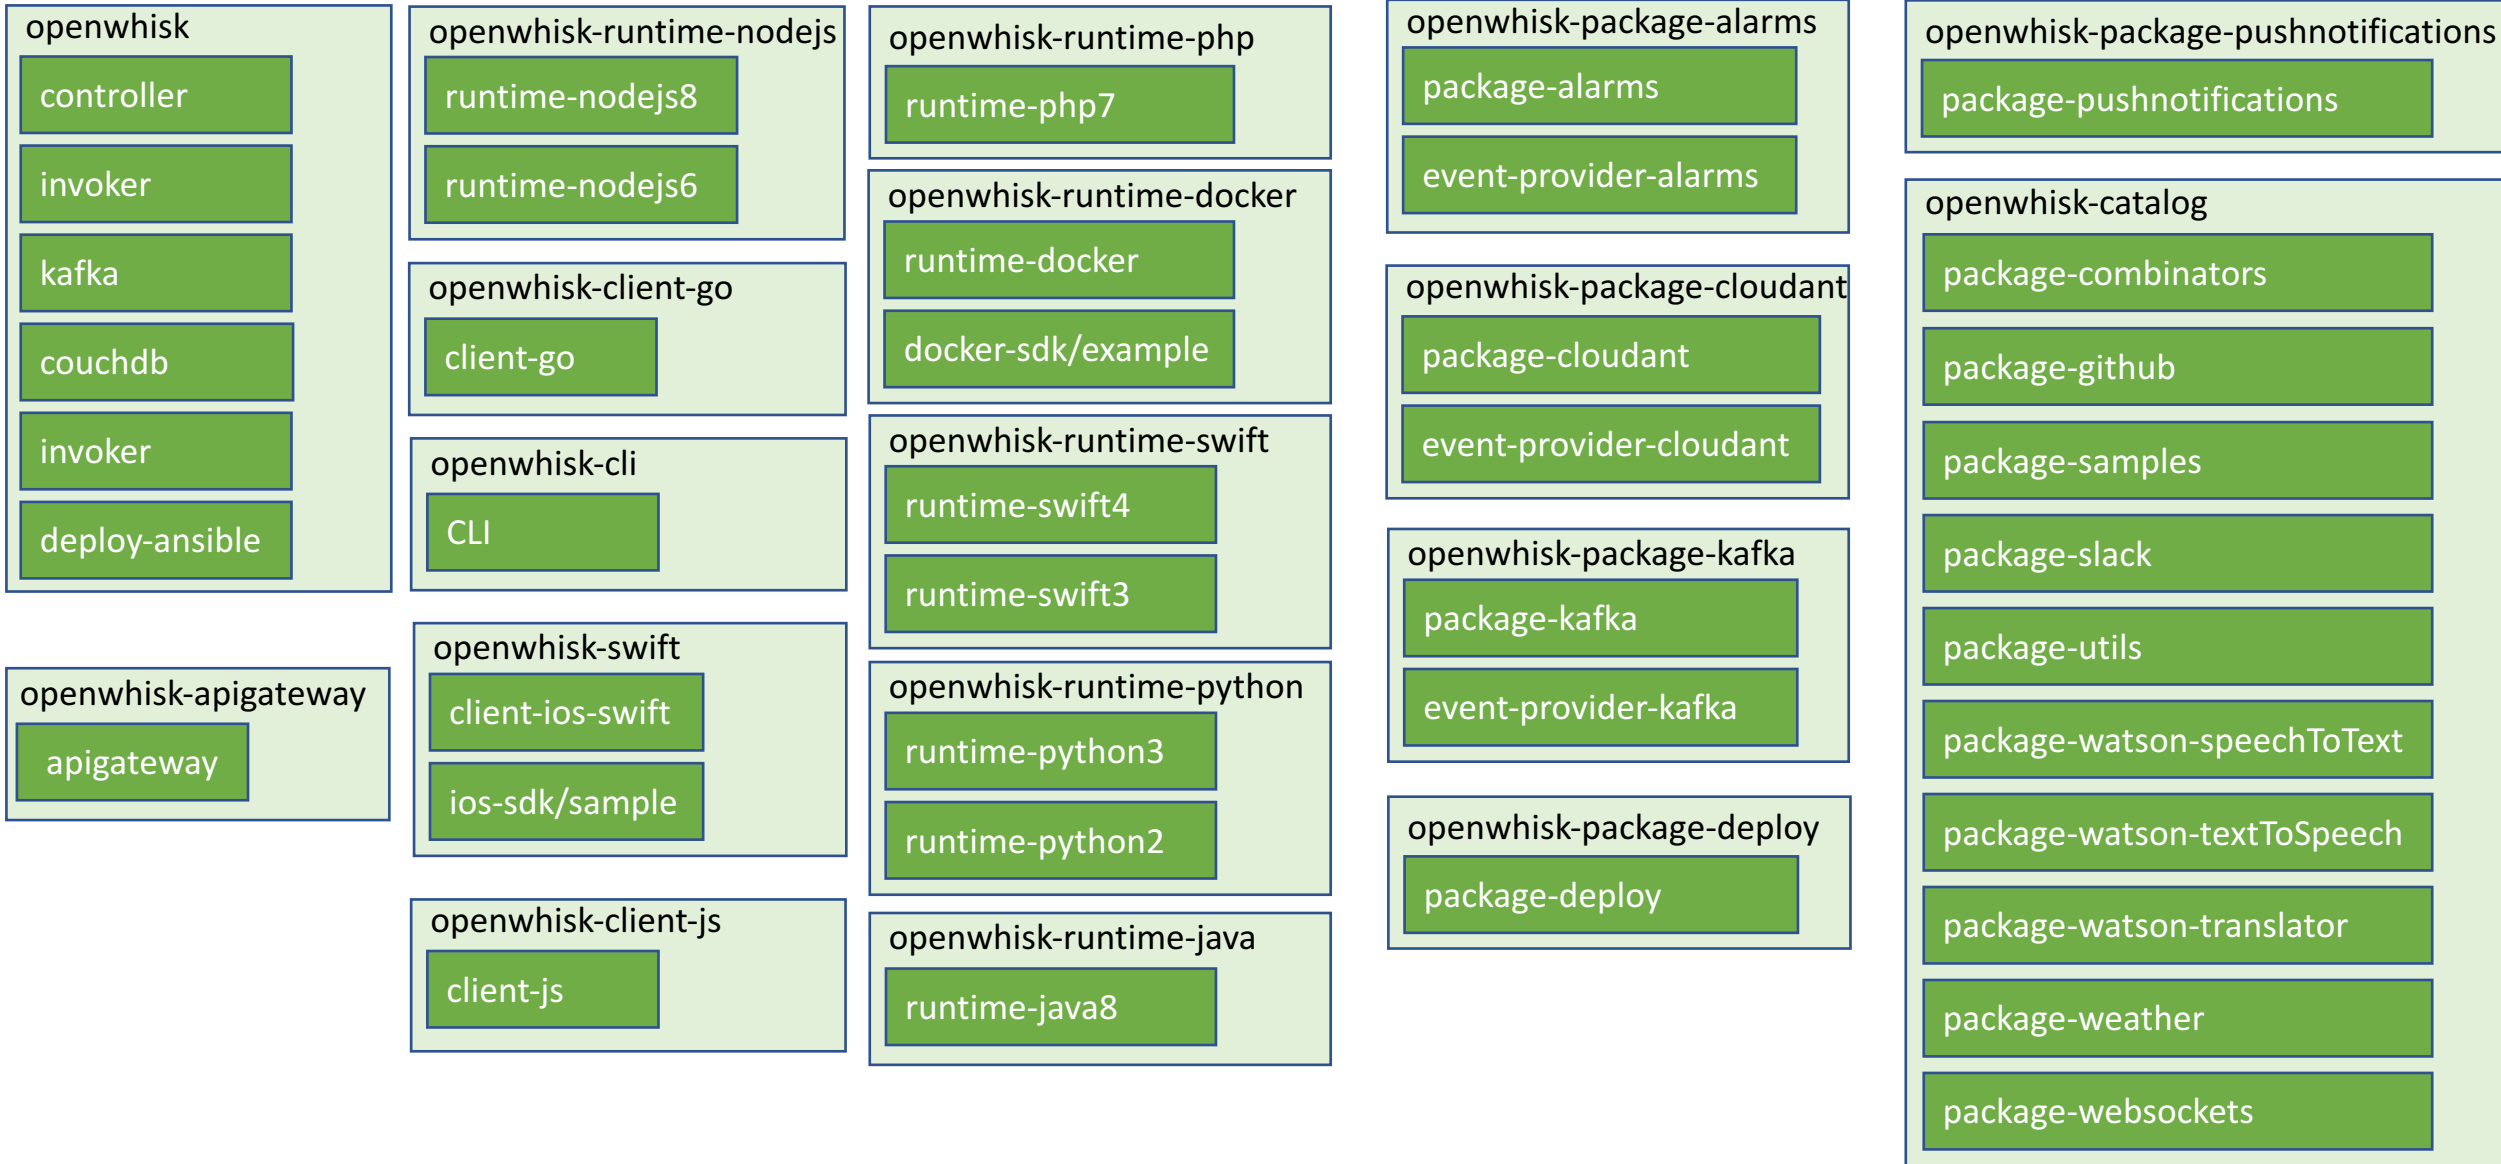 openwhisk
controller
invoker
kafka
couchdb
invoker
deploy-ansible
openwhisk-apigateway
apigateway
openwhisk-runtime-nodejs
runtime-nodejs8
runtime-nodejs6
openwhisk-client-go
client-go
openwhisk-cli
CLI
openwhisk-swift
client-ios-swift
ios-sdk/sample
openwhisk-client-js
client-js
openwhisk-runtime-php
runtime-php7
openwhisk-runtime-docker
runtime-docker
docker-sdk/example
openwhisk-runtime-swift
runtime-swift4
runtime-swift3
openwhisk-runtime-python
runtime-python3
runtime-python2
openwhisk-runtime-java
runtime-java8
openwhisk-package-alarms
package-alarms
event-provider-alarms
openwhisk-package-cloudant
package-cloudant
event-provider-cloudant
openwhisk-package-kafka
package-kafka
event-provider-kafka
openwhisk-package-deploy
package-deploy
openwhisk-package-pushnotifications
package-pushnotifications
openwhisk-catalog
package-combinators
package-github
package-samples
package-slack
package-utils
package-watson-speechToText
package-watson-textToSpeech
package-watson-translator
package-weather
package-websockets